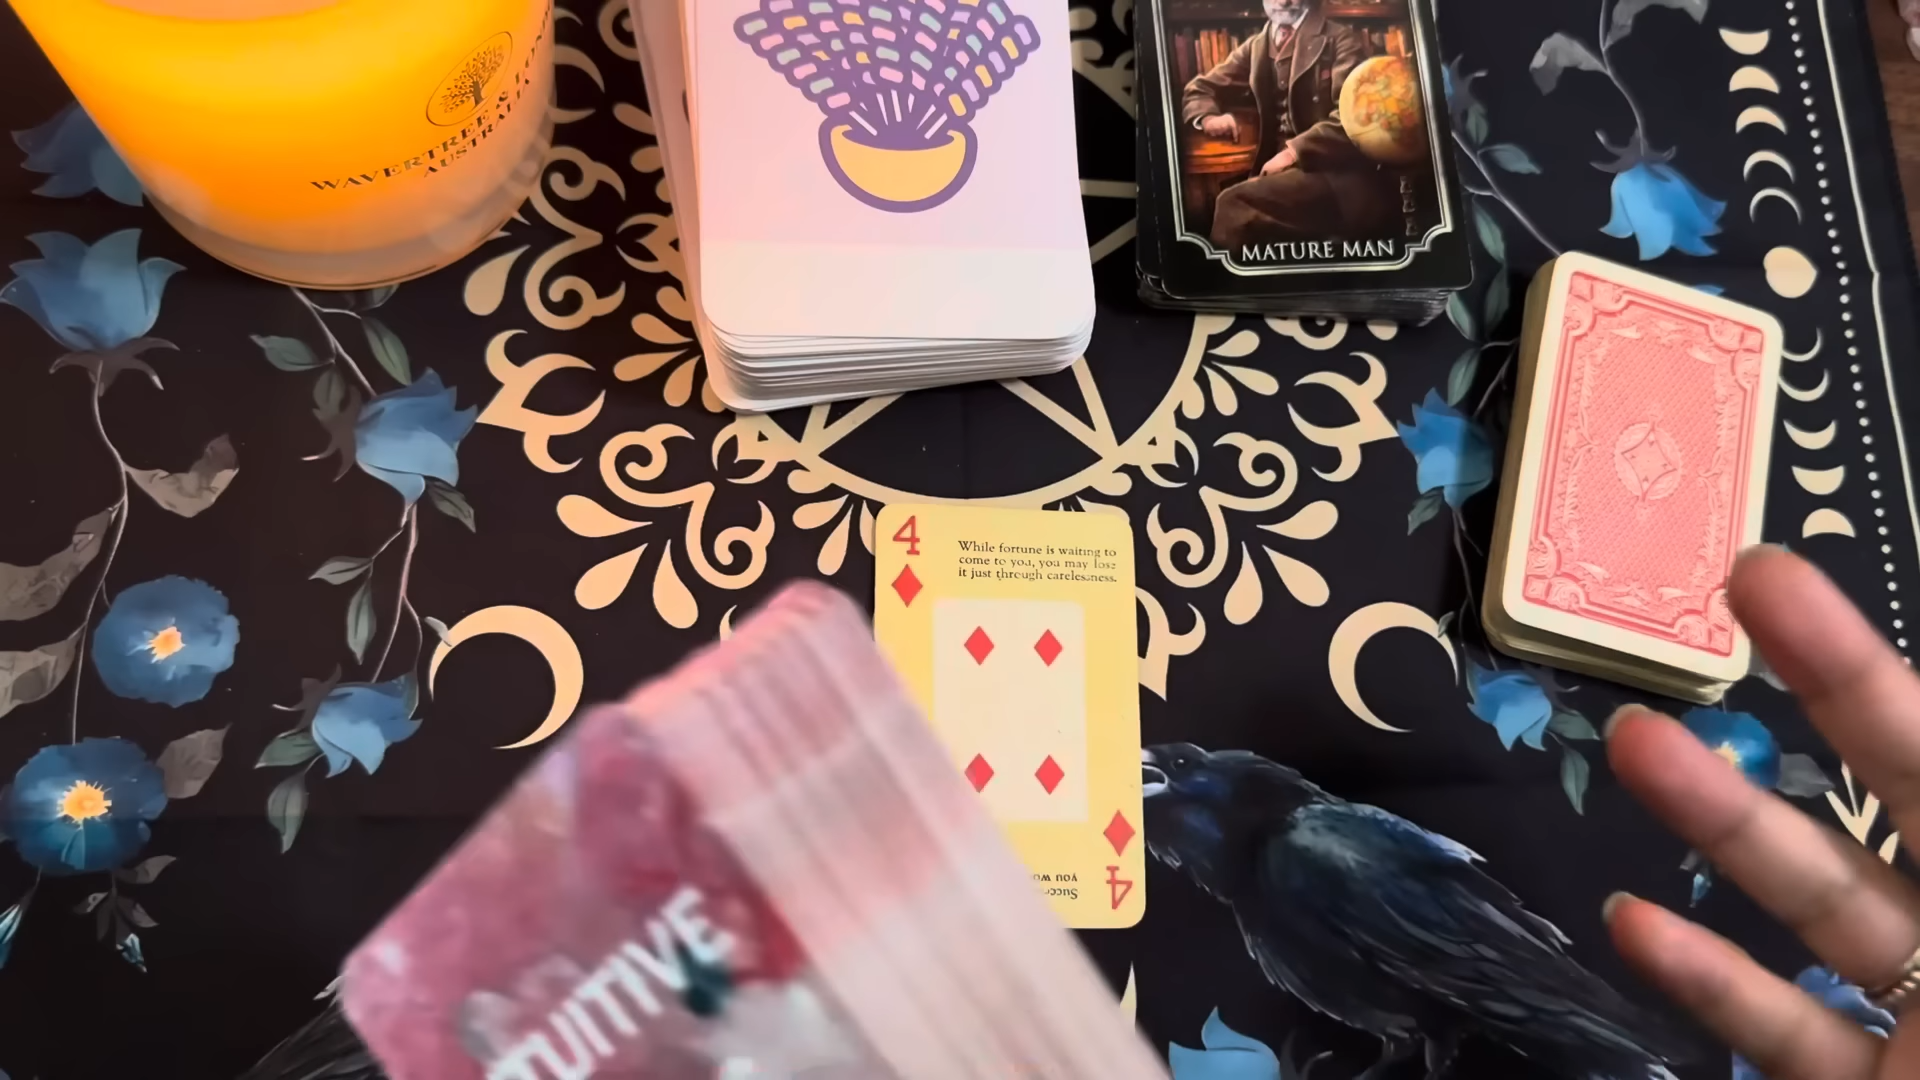 WAVERTREE & LONDON
AUSTRALIA
MATURE MAN
4
While fortune is waiting to
come to you, you may lose
it just through carelessness.
4
you